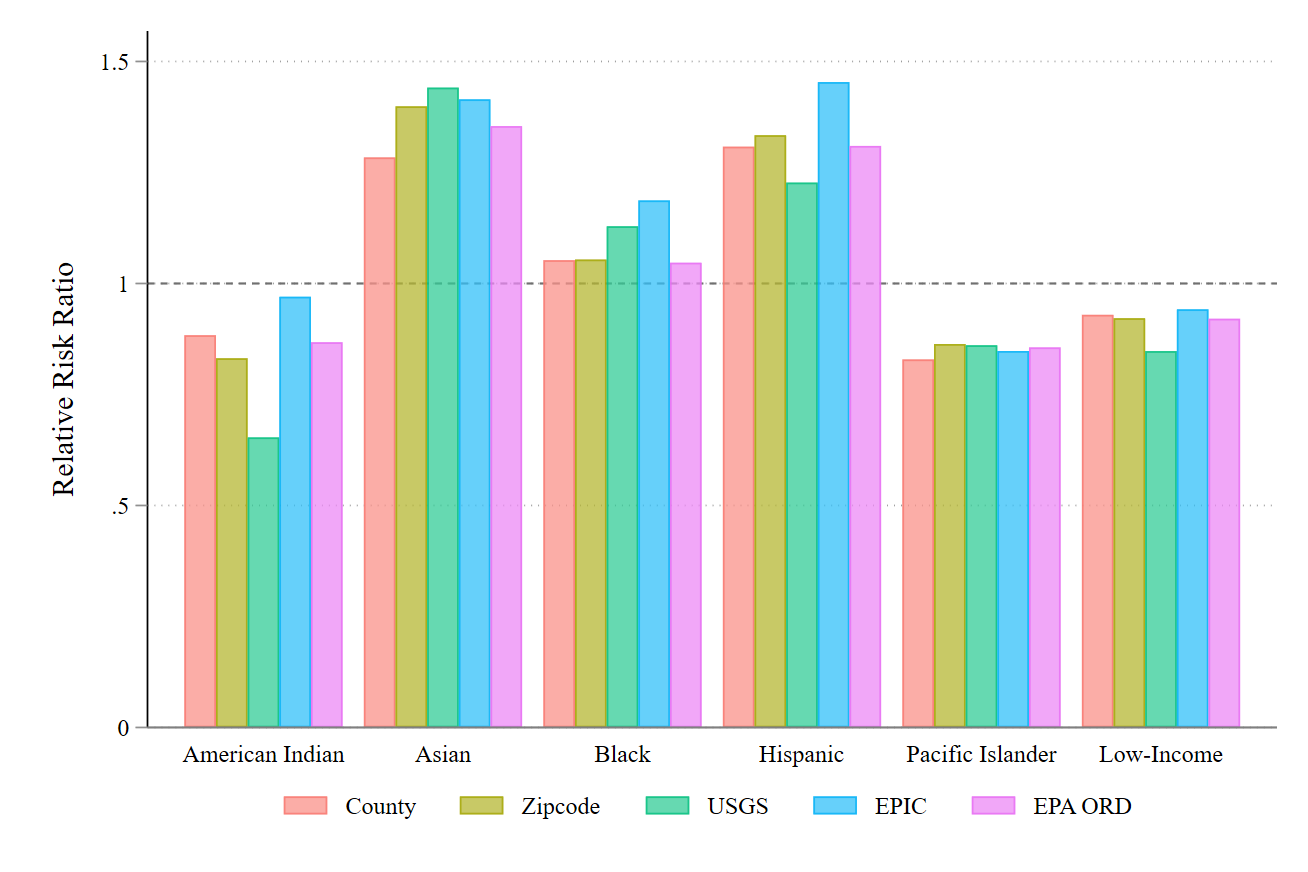 Relative Risk Ratio
1.5
1
.5
0
American Indian Asian Black Hispanic Pacific Islander Low-Income
County Zipcode USGS EPIC EPA ORD